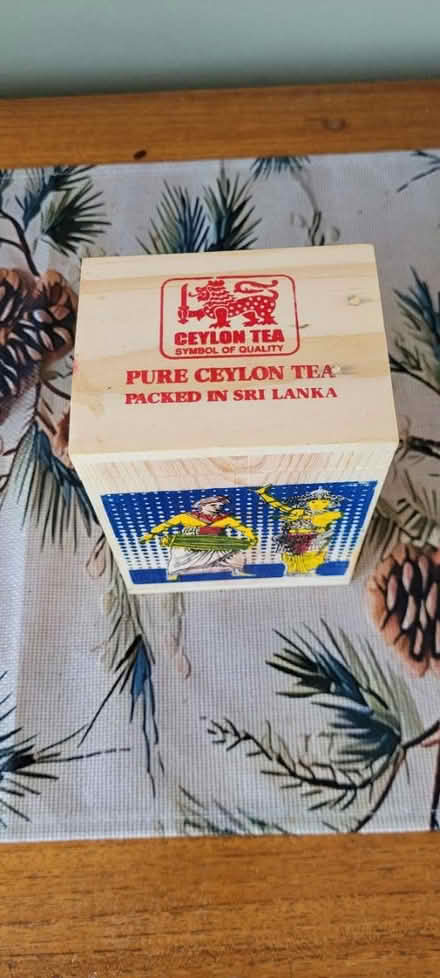 CEYLON TEA
SYMBOL OF QUALITY
PURE CEYLON TEA
PACKED IN SRI LANKA